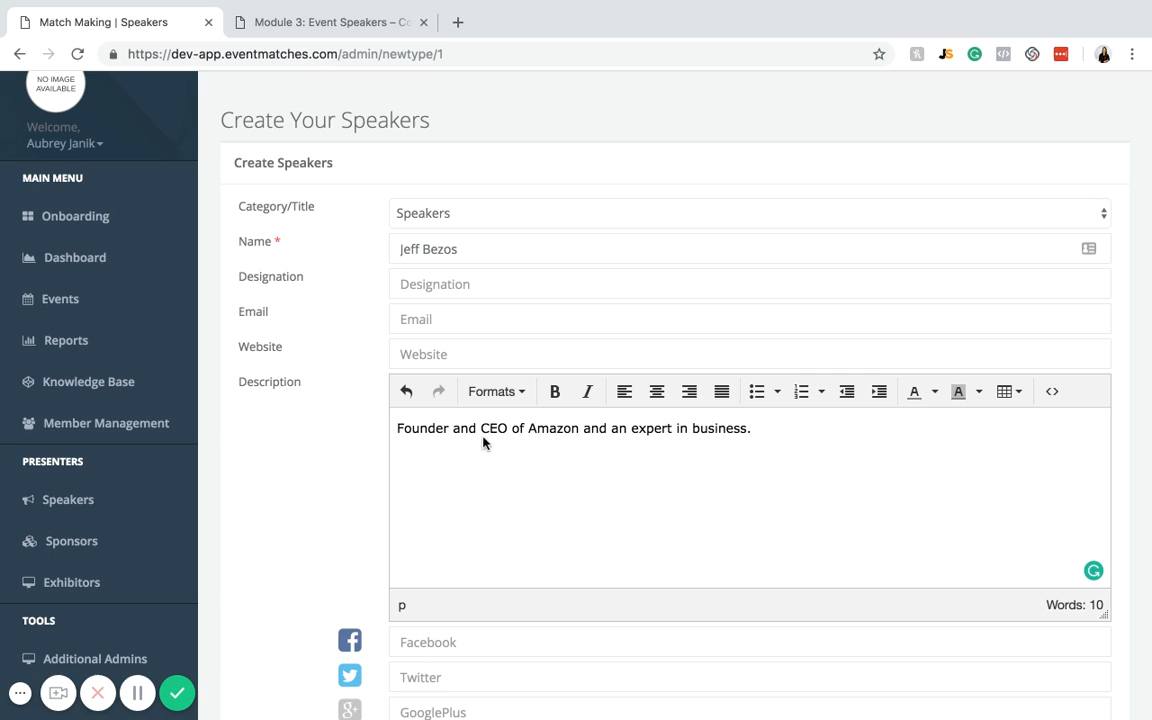 Match Making | Speakers
Module 3: Event Speakers – Co
https://dev-app.eventmatches.com/admin/newtype/1
JS
NO IMAGE
AVAILABLE
Welcome,
Aubrey Janik
MAIN MENU
Onboarding
Dashboard
Events
Reports
Knowledge Base
Member Management
PRESENTERS
Speakers
Sponsors
Exhibitors
TOOLS
Additional Admins
Create Your Speakers
Create Speakers
Category/Title
Speakers
Name *
Jeff Bezos
Designation
Designation
Email
Email
Website
Website
Description
Formats B I A A
Founder and CEO of Amazon and an expert in business.
p
Words: 10
Facebook
Twitter
GooglePlus